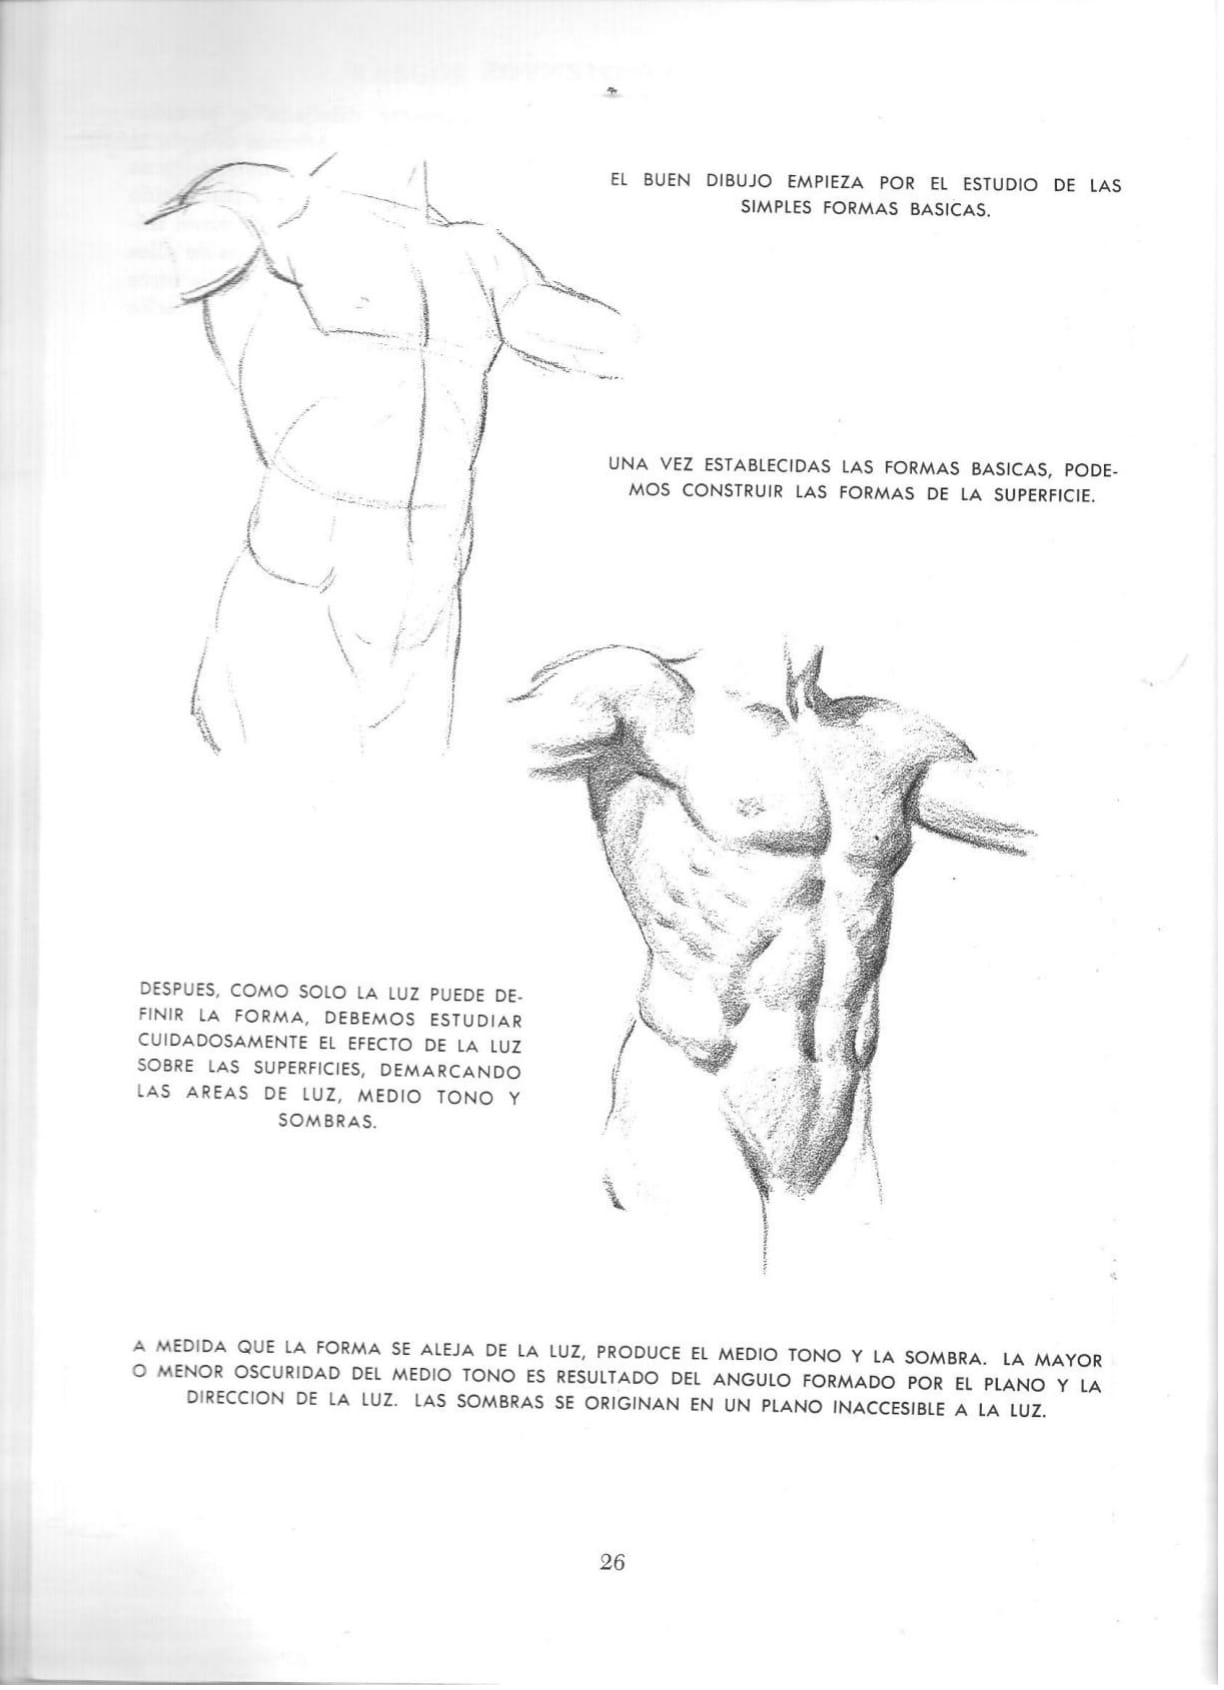 EL BUEN DIBUJO EMPIEZA POR EL ESTUDIO DE LAS
SIMPLES FORMAS BASICAS.
UNA VEZ ESTABLECIDAS LAS FORMAS BASICAS, PODE-
MOS CONSTRUIR LAS FORMAS DE LA SUPERFICIE.
DESPUES, COMO SOLO LA LUZ PUEDE DE-
FINIR LA FORMA, DEBEMOS ESTUDIAR
CUIDADOSAMENTE EL EFECTO DE LA LUZ
SOBRE LAS SUPERFICIES, DEMARCANDO
LAS AREAS DE LUZ, MEDIO TONO Y
SOMBRAS.
A MEDIDA QUE LA FORMA SE ALEJA DE LA LUZ, PRODUCE EL MEDIO TONO Y LA SOMBRA. LA MAYOR
O MENOR OSCURIDAD DEL MEDIO TONO ES RESULTADO DEL ANGULO FORMADO POR EL PLANO Y LA
DIRECCION DE LA LUZ. LAS SOMBRAS SE ORIGINAN EN UN PLANO INACCESIBLE A LA LUZ.
26